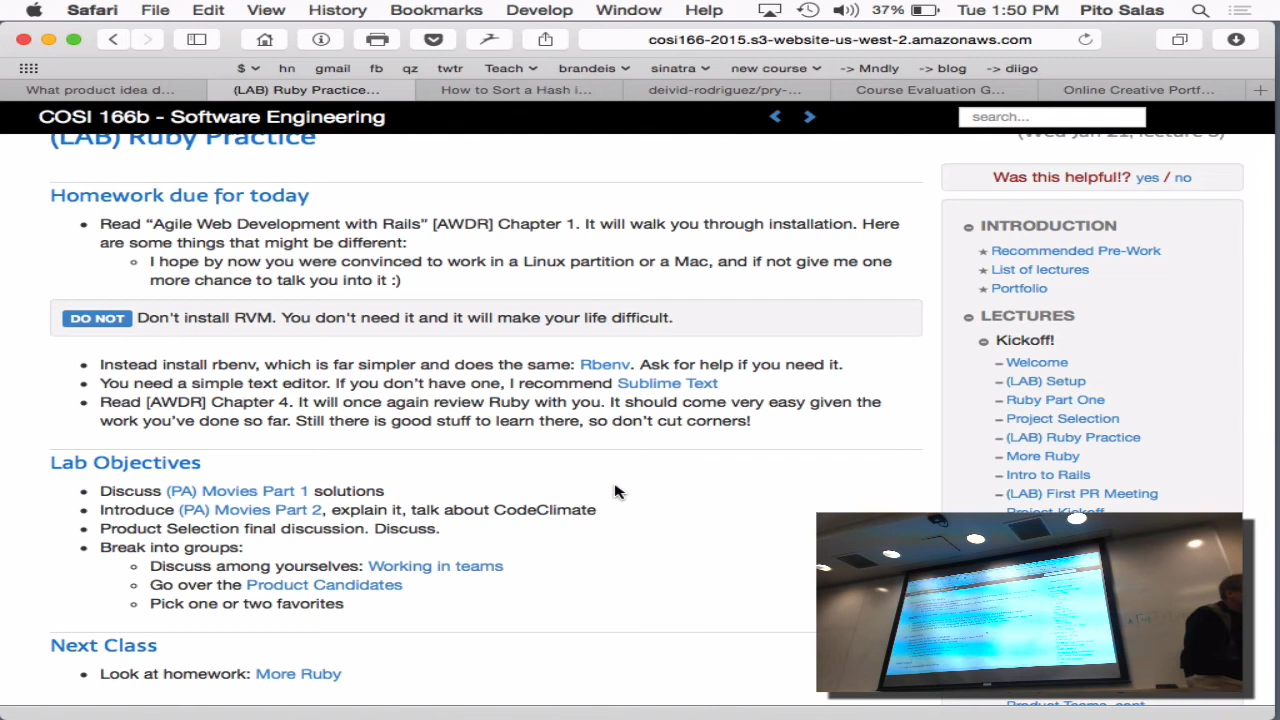 Safari File Edit View History Bookmarks Develop Window Help 37% Tue 1:50 PM Pito Salas
cosi166-2015.s3-website-us-west-2.amazonaws.com
$ hn gmail fb qz twtr Teach brandeis sinatra new course -> Mndly -> blog -> diigo
What product idea d... (LAB) Ruby Practice... How to Sort a Hash i... deivid-rodriguez/pry-... Course Evaluation G... Online Creative Portf...
COSI 166b - Software Engineering search...
(LAB) Ruby Practice (Wed Jan 21, lecture 5)
Was this helpful!? yes / no
Homework due for today
Read “Agile Web Development with Rails” [AWDR] Chapter 1. It will walk you through installation. Here
are some things that might be different:
I hope by now you were convinced to work in a Linux partition or a Mac, and if not give me one
more chance to talk you into it :)
DO NOT Don't install RVM. You don't need it and it will make your life difficult.
Instead install rbenv, which is far simpler and does the same: Rbenv. Ask for help if you need it.
You need a simple text editor. If you don’t have one, I recommend Sublime Text
Read [AWDR] Chapter 4. It will once again review Ruby with you. It should come very easy given the
work you’ve done so far. Still there is good stuff to learn there, so don’t cut corners!
Lab Objectives
Discuss (PA) Movies Part 1 solutions
Introduce (PA) Movies Part 2, explain it, talk about CodeClimate
Product Selection final discussion. Discuss.
Break into groups:
Discuss among yourselves: Working in teams
Go over the Product Candidates
Pick one or two favorites
Next Class
Look at homework: More Ruby
INTRODUCTION
Recommended Pre-Work
List of lectures
Portfolio
LECTURES
Kickoff!
Welcome
(LAB) Setup
Ruby Part One
Project Selection
(LAB) Ruby Practice
More Ruby
Intro to Rails
(LAB) First PR Meeting
Project Kickoff
Product Teams, cont